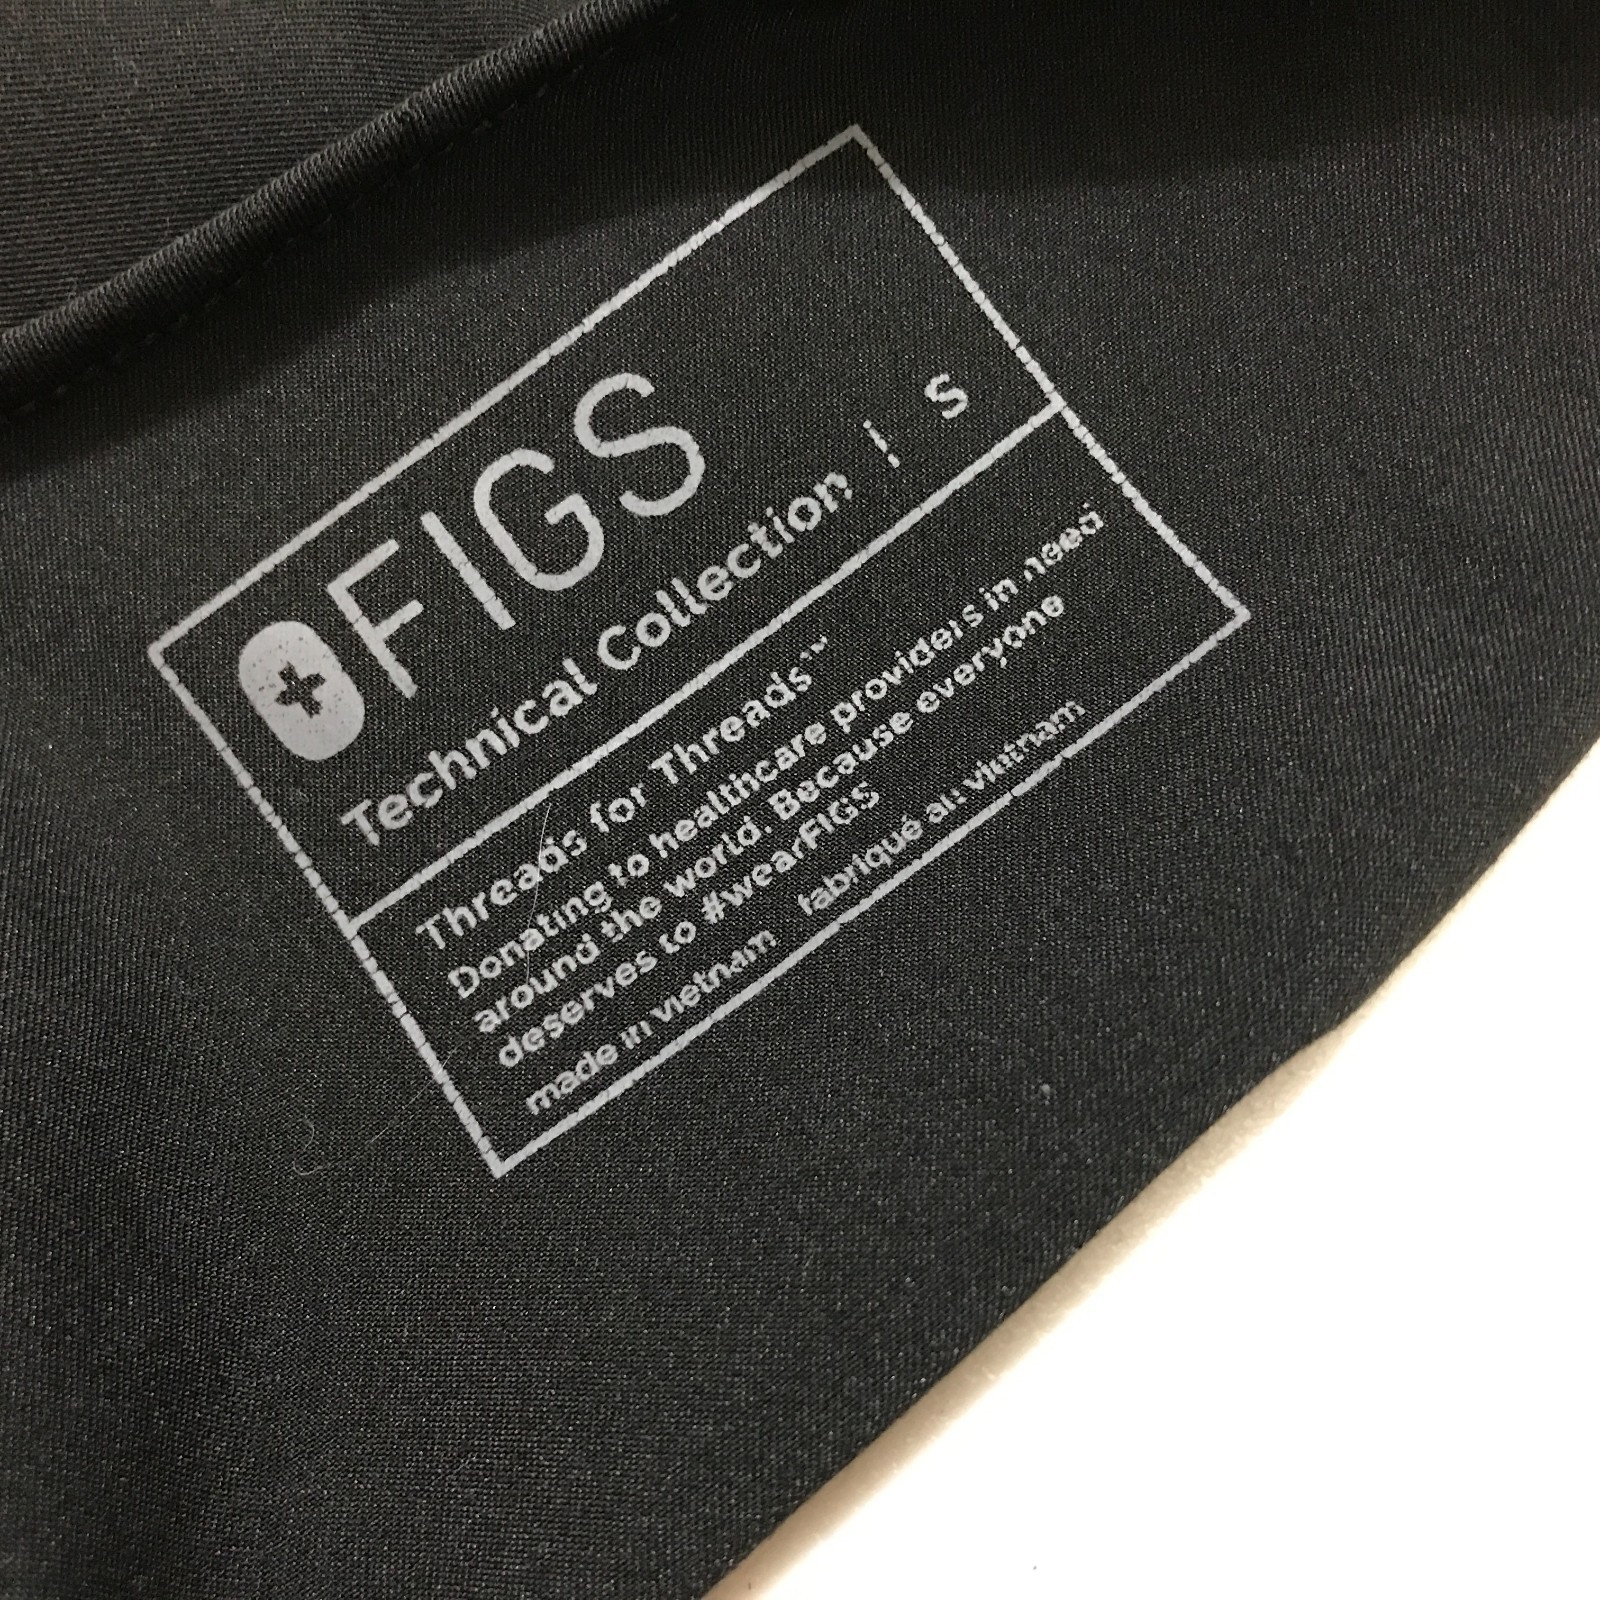 FIGS
Technical Collection | S
Threads for Threads™
Donating to healthcare providers in need
around the world. Because everyone
deserves to #wearFIGS
made in vietnam fabriqué au vietnam